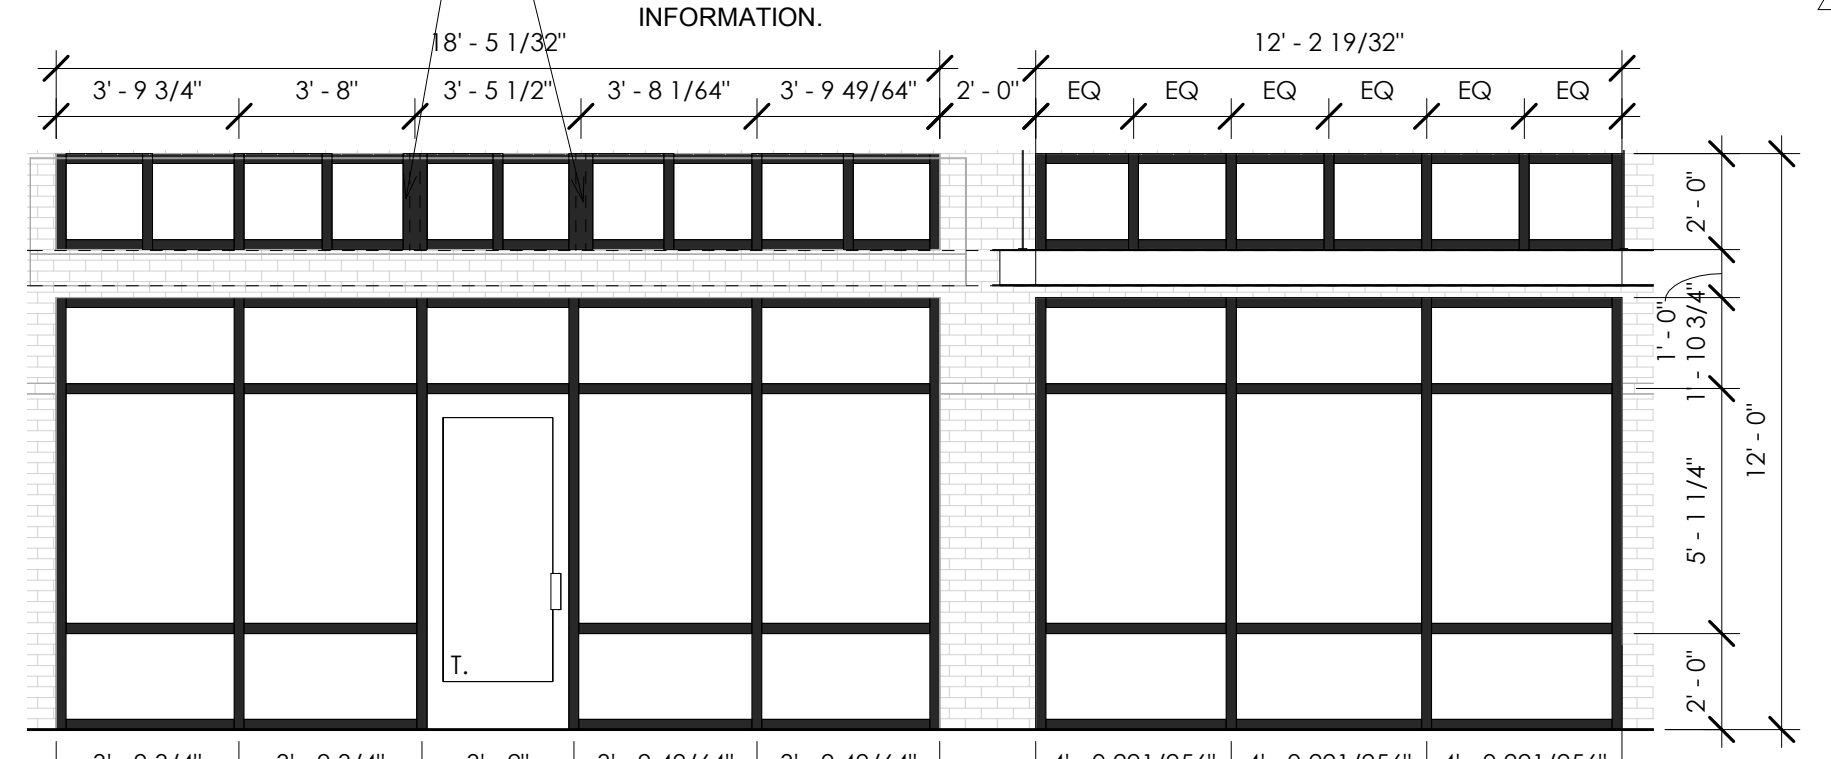 INFORMATION.
18' - 5 1/32"
12' - 2 19/32"
3' - 9 3/4"
3' - 8"
3' - 5 1/2"
3' - 8 1/64"
3' - 9 49/64"
2' - 0"
EQ
EQ
EQ
EQ
EQ
EQ
2' - 0"
1' - 0"
1' - 10 3/4"
5' - 1 1/4"
12' - 0"
2' - 0"
T.